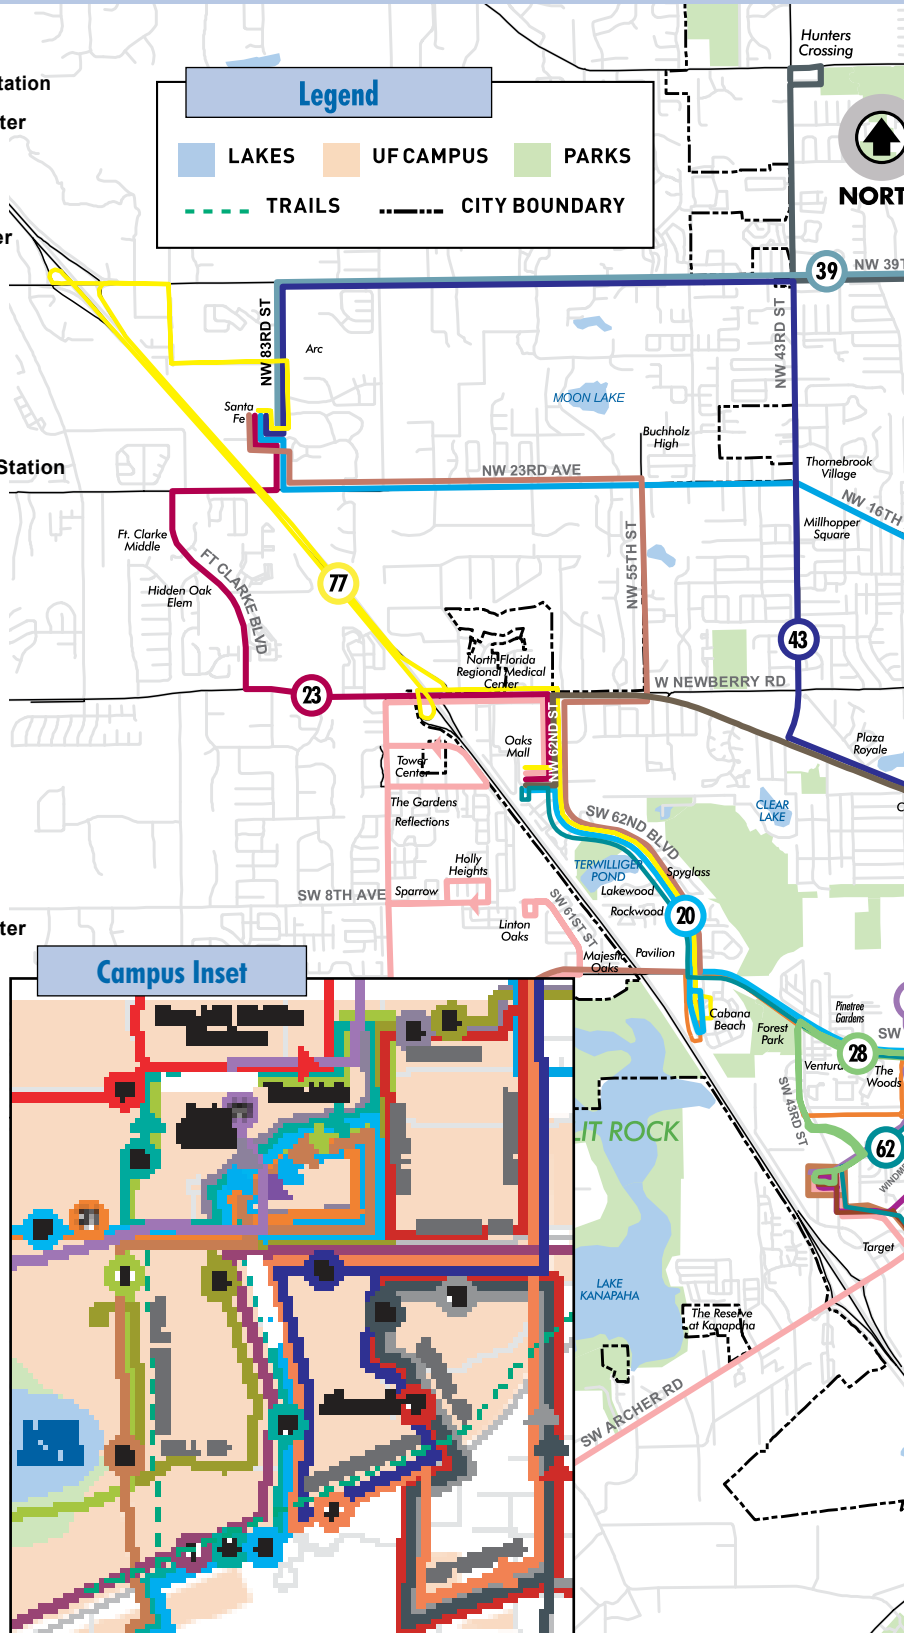 Hunters
Crossing
tation
Legend
ter
LAKES
UF CAMPUS
PARKS
TRAILS
CITY BOUNDARY
NORT
er
39
NW 39T
NW 83RD ST
NW 43RD ST
Arc
MOON LAKE
Santa
Fe
Buchholz
High
Station
NW 23RD AVE
Thornebrook
Village
NW 16TH
Millhopper
Square
Ft. Clarke
Middle
FT CLARKE BLVD
NW 55TH ST
77
Hidden Oak
Elem
43
North Florida
Regional Medical
Center
W NEWBERRY RD
23
NW 62ND ST
Oaks
Mall
Plaza
Royale
Tower
Center
The Gardens
Reflections
CLEAR
LAKE
C
SW 62ND BLVD
TERWILLIGER
POND
Holly
Heights
Spyglass
SW 8TH AVE
Sparrow
Lakewood
Rockwood
20
SW 61ST ST
Linton
Oaks
ter
Majestic
Oaks
Pavilion
Campus Inset
Cabana
Beach
Forest
Park
Pinetree
Gardens
SW
28
Ventura
The
Woods
SW 43RD ST
LIT ROCK
62
WINDM
Target
LAKE
KANAPAHA
The Reserve
at Kanapaha
SW ARCHER RD